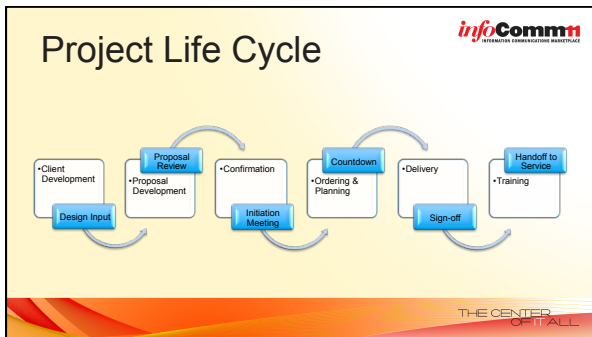 Project Life Cycle
infoComm11
INFORMATION COMMUNICATIONS MARKETPLACE
•Client
Development
Design Input
Proposal
Review
•Proposal
Development
•Confirmation
Initiation
Meeting
Countdown
•Ordering &
Planning
•Delivery
Sign-off
Handoff to
Service
•Training
THE CENTER
OF IT ALL